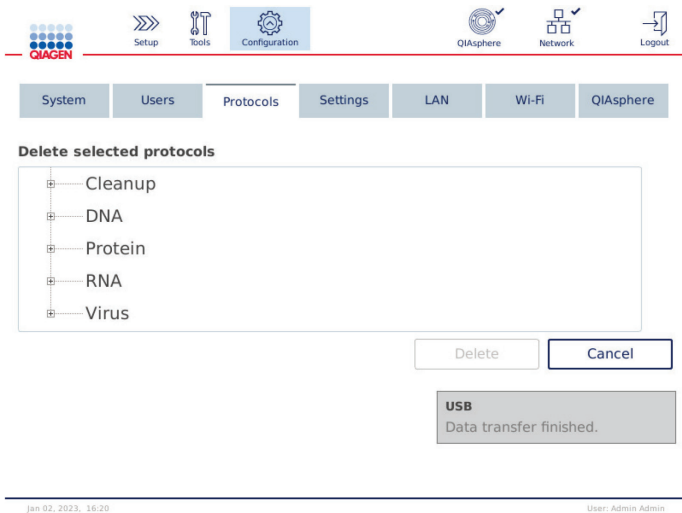 QIAGEN
Setup
Tools
Configuration
QIAsphere
Network
Logout
System
Users
Protocols
Settings
LAN
Wi-Fi
QIAsphere
Delete selected protocols
Cleanup
DNA
Protein
RNA
Virus
Delete
Cancel
USB
Data transfer finished.
Jan 02, 2023, 16:20
User: Admin Admin